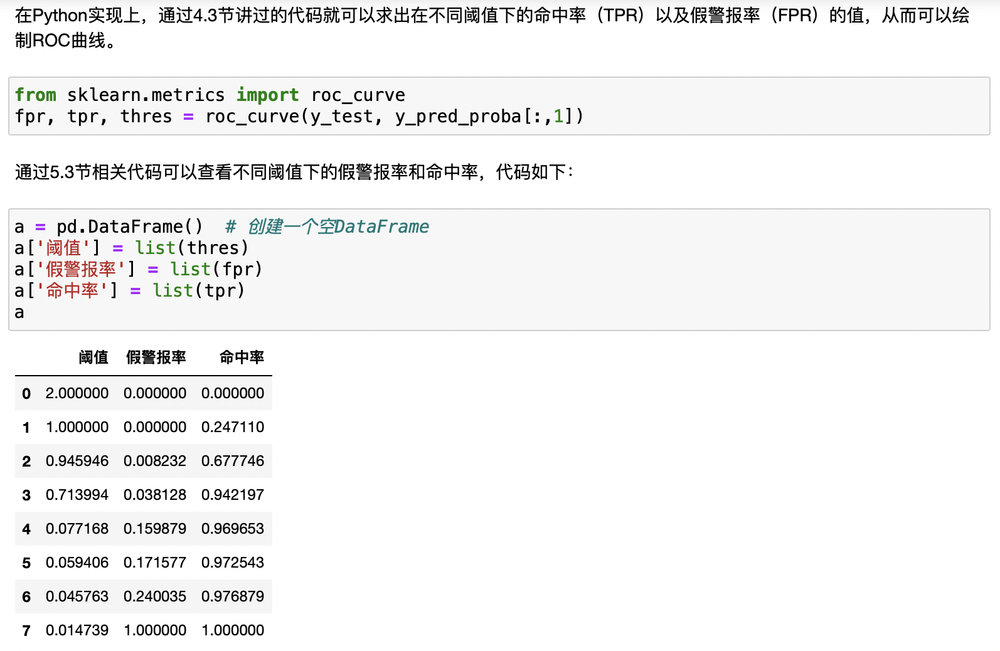 在Python实现上，通过4.3节讲过的代码就可以求出在不同阈值下的命中率（TPR）以及假警报率（FPR）的值，从而可以绘
制ROC曲线。
from sklearn.metrics import roc_curve
fpr, tpr, thres = roc_curve(y_test, y_pred_proba[:,1])
通过5.3节相关代码可以查看不同阈值下的假警报率和命中率，代码如下：
a = pd.DataFrame()  # 创建一个空DataFrame
a['阈值'] = list(thres)
a['假警报率'] = list(fpr)
a['命中率'] = list(tpr)
a
阈值 假警报率 命中率
0 2.000000 0.000000 0.000000
1 1.000000 0.000000 0.247110
2 0.945946 0.008232 0.677746
3 0.713994 0.038128 0.942197
4 0.077168 0.159879 0.969653
5 0.059406 0.171577 0.972543
6 0.045763 0.240035 0.976879
7 0.014739 1.000000 1.000000